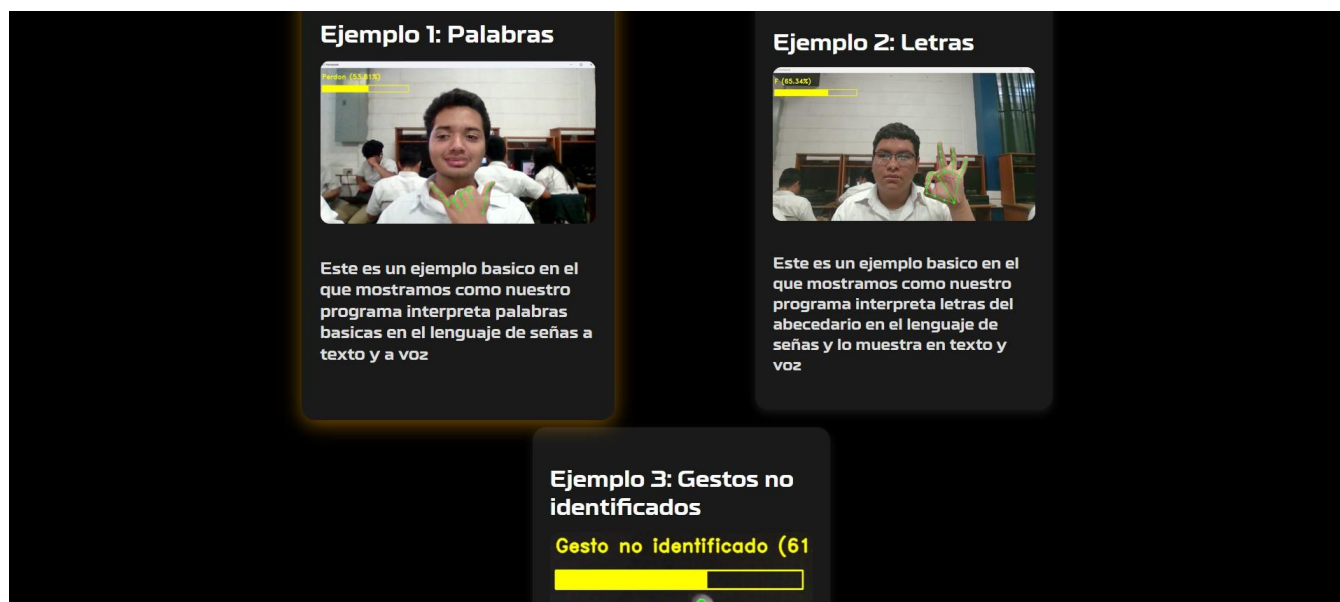 Ejemplo 1: Palabras
Perdon (53.81%)
Este es un ejemplo basico en el
que mostramos como nuestro
programa interpreta palabras
basicas en el lenguaje de señas a
texto y a voz
Ejemplo 2: Letras
F (65.34%)
Este es un ejemplo basico en el
que mostramos como nuestro
programa interpreta letras del
abecedario en el lenguaje de
señas y lo muestra en texto y
voz
Ejemplo 3: Gestos no
identificados
Gesto no identificado (61